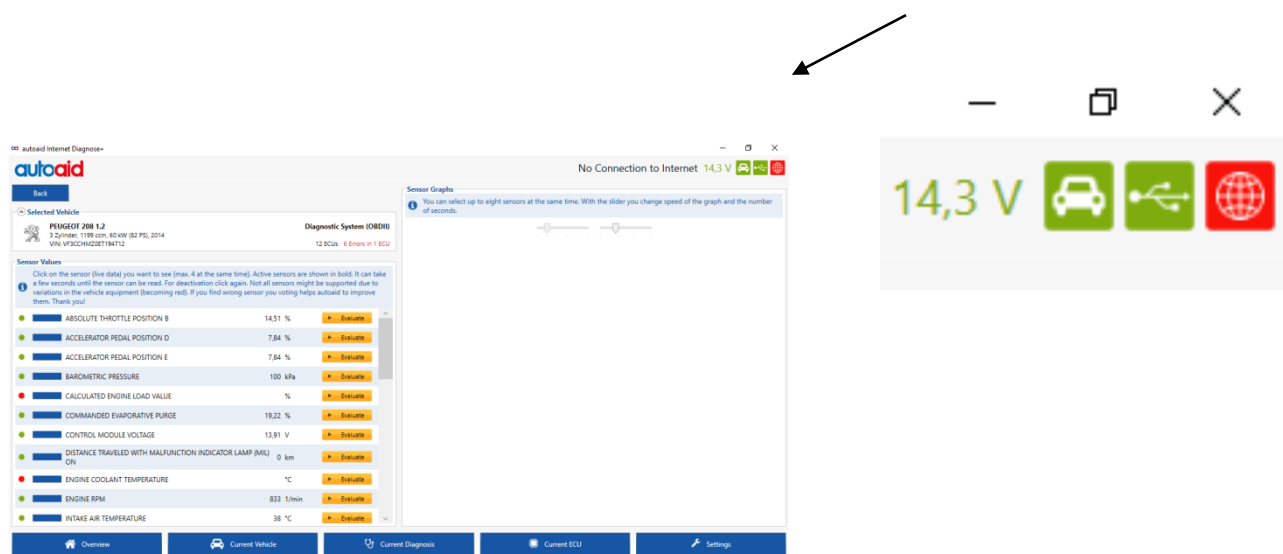 autoaid Internet Diagnose+
autoaid
No Connection to Internet 14,3 V
14,3 V
Back
Selected Vehicle
PEUGEOT 208 1.2
3 Zylinder, 1199 ccm, 60 kW (82 PS), 2014
VIN: VF3CCHMZ0ET194712
Diagnostic System (OBDII)
12 ECUs 6 Errors in 1 ECU
Sensor Values
Click on the sensor (live data) you want to see (max. 4 at the same time). Active sensors are shown in bold. It can take
a few seconds until the sensor can be read. For deactivation click again. Not all sensors might be supported due to
variations in the vehicle equipment (becoming red). If you find wrong sensor you voting helps autoaid to improve
them. Thank you!
ABSOLUTE THROTTLE POSITION B 14,51 % Evaluate
ACCELERATOR PEDAL POSITION D 7,84 % Evaluate
ACCELERATOR PEDAL POSITION E 7,84 % Evaluate
BAROMETRIC PRESSURE 100 kPa Evaluate
CALCULATED ENGINE LOAD VALUE % Evaluate
COMMANDED EVAPORATIVE PURGE 19,22 % Evaluate
CONTROL MODULE VOLTAGE 13,91 V Evaluate
DISTANCE TRAVELED WITH MALFUNCTION INDICATOR LAMP (MIL)
ON 0 km Evaluate
ENGINE COOLANT TEMPERATURE °C Evaluate
ENGINE RPM 833 1/min Evaluate
INTAKE AIR TEMPERATURE 38 °C Evaluate
Sensor Graphs
You can select up to eight sensors at the same time. With the slider you change speed of the graph and the number
of seconds.
Overview
Current Vehicle
Current Diagnosis
Current ECU
Settings